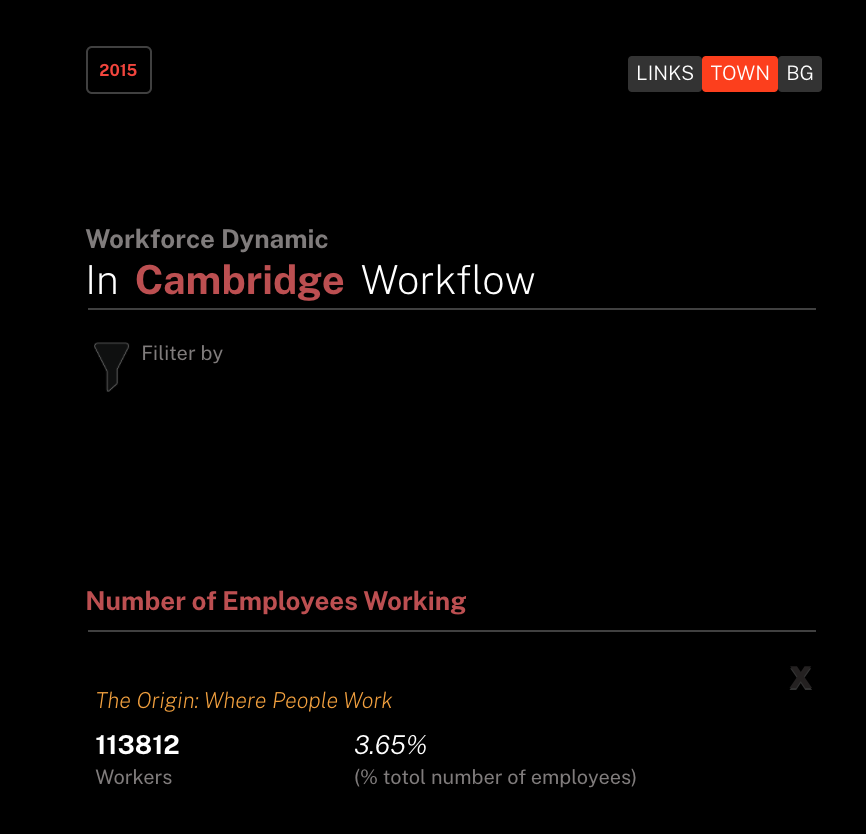 2015
LINKS TOWN BG
Workforce Dynamic
In Cambridge Workflow
Filiter by
Number of Employees Working
X
The Origin: Where People Work
113812 3.65%
Workers (% totol number of employees)